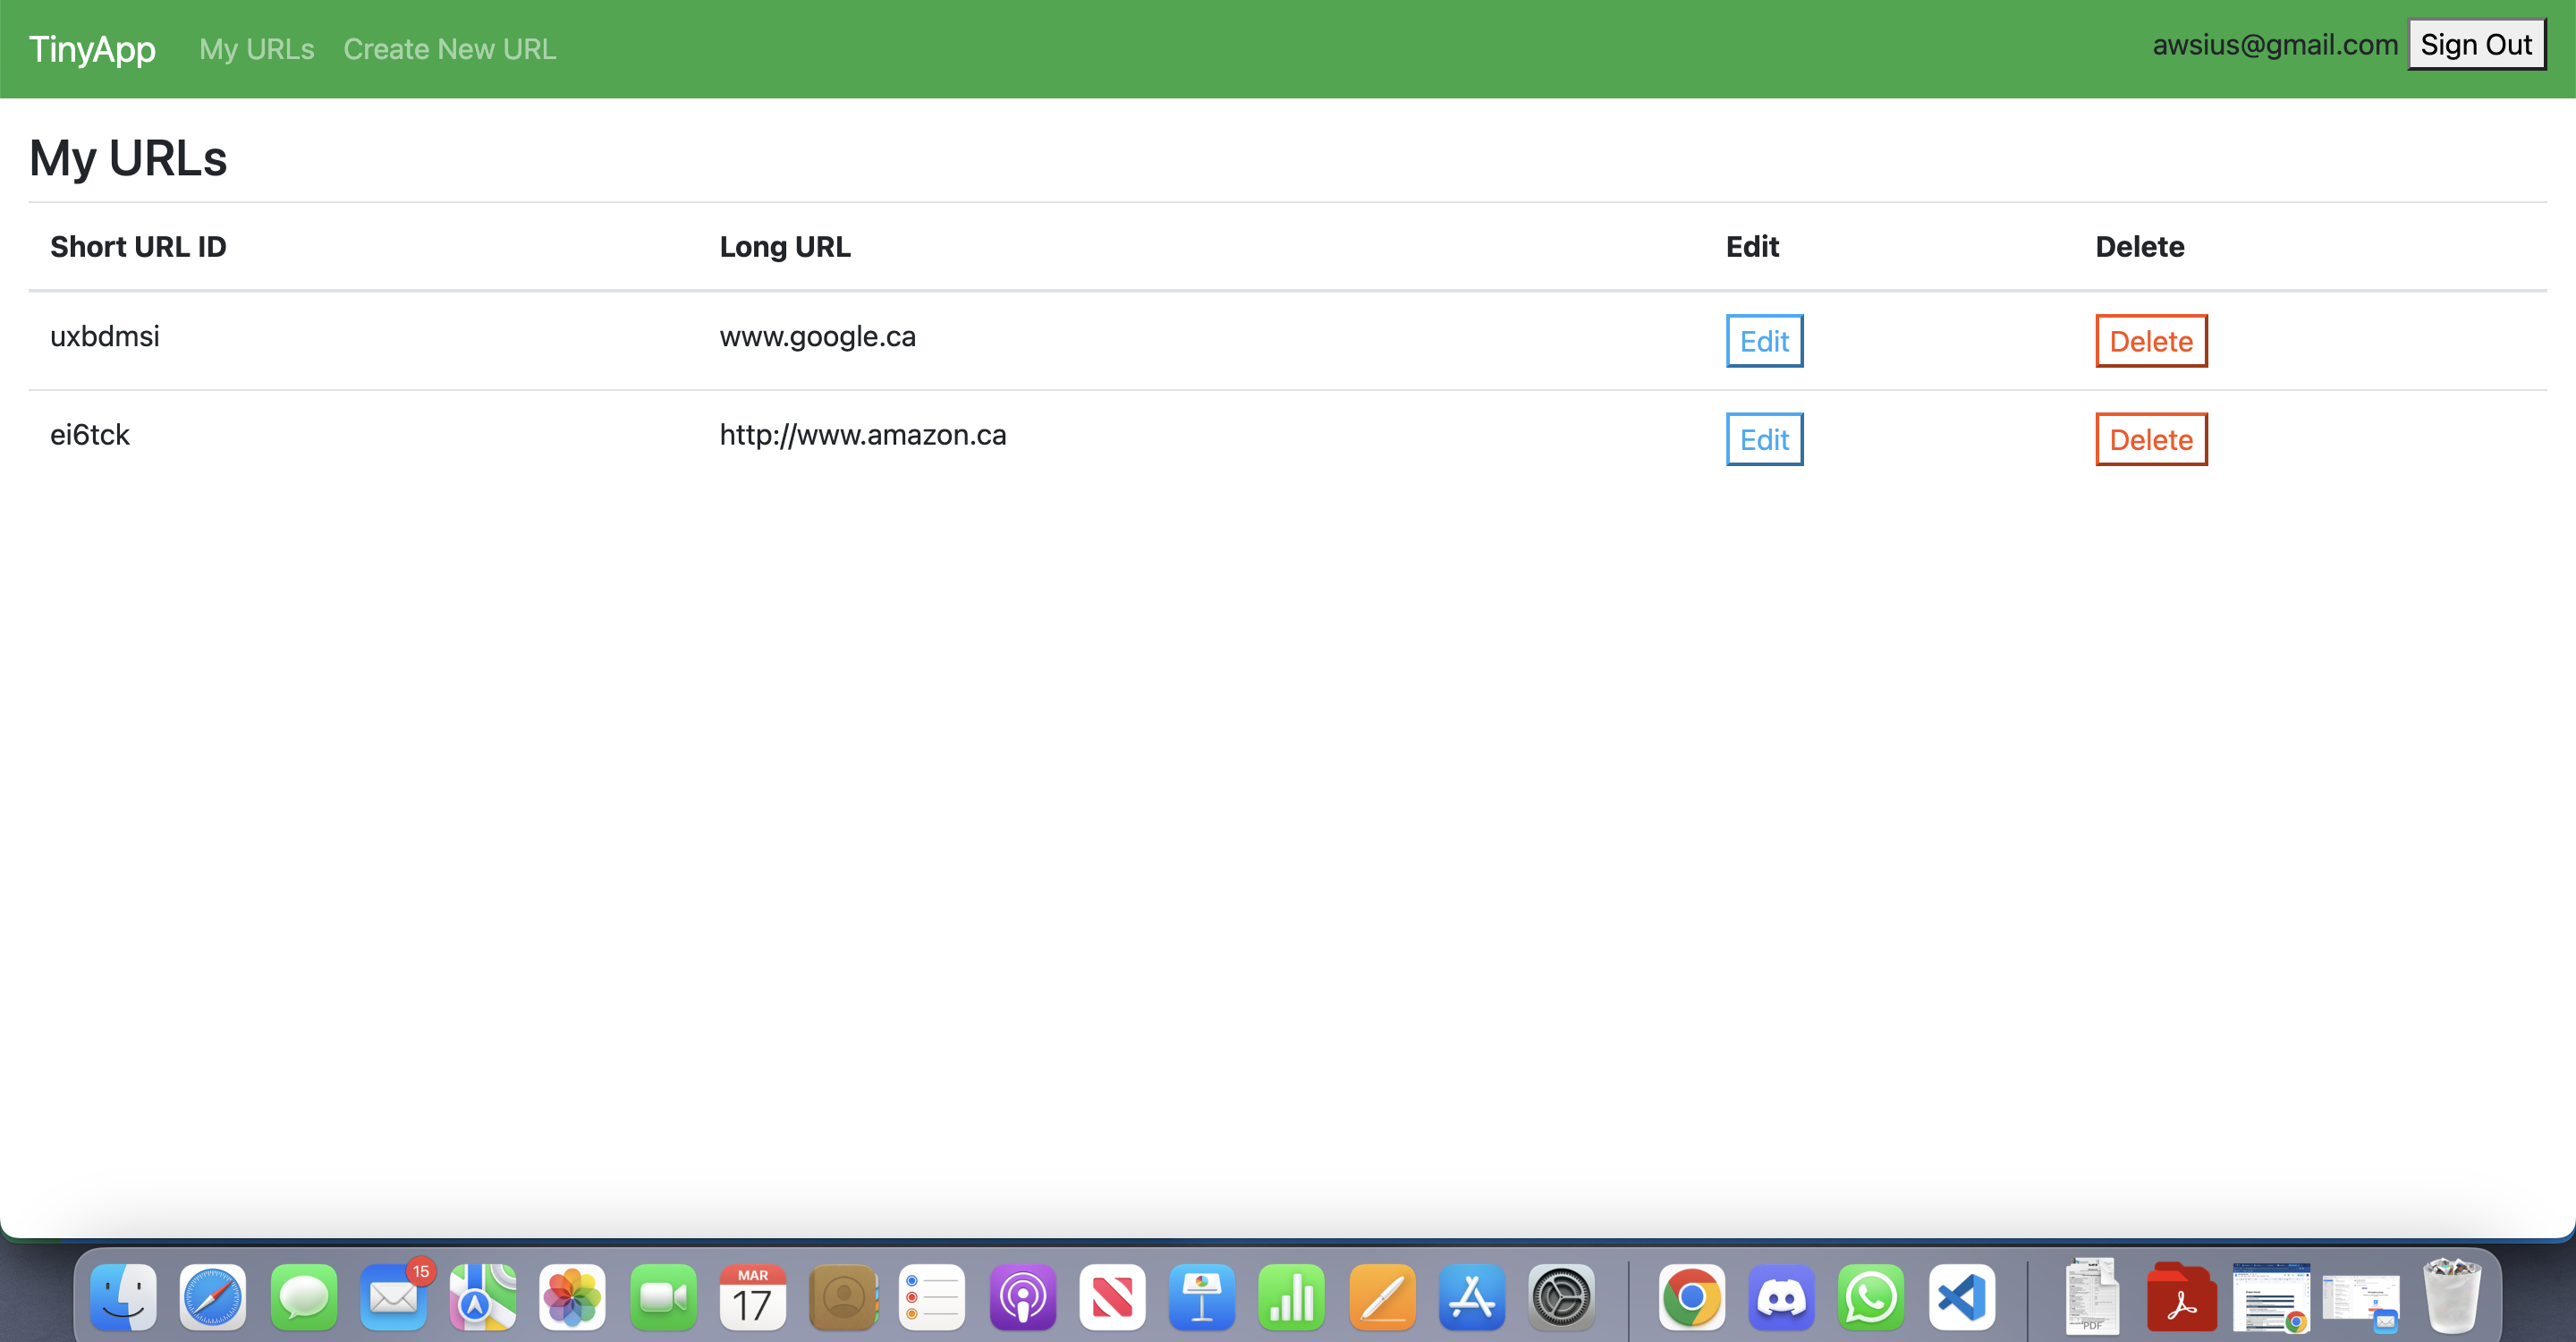 TinyApp My URLs Create New URL awsius@gmail.com Sign Out
My URLs
Short URL ID Long URL Edit Delete
uxbdmsi www.google.ca Edit Delete
ei6tck http://www.amazon.ca Edit Delete
15
MAR
17
PDF